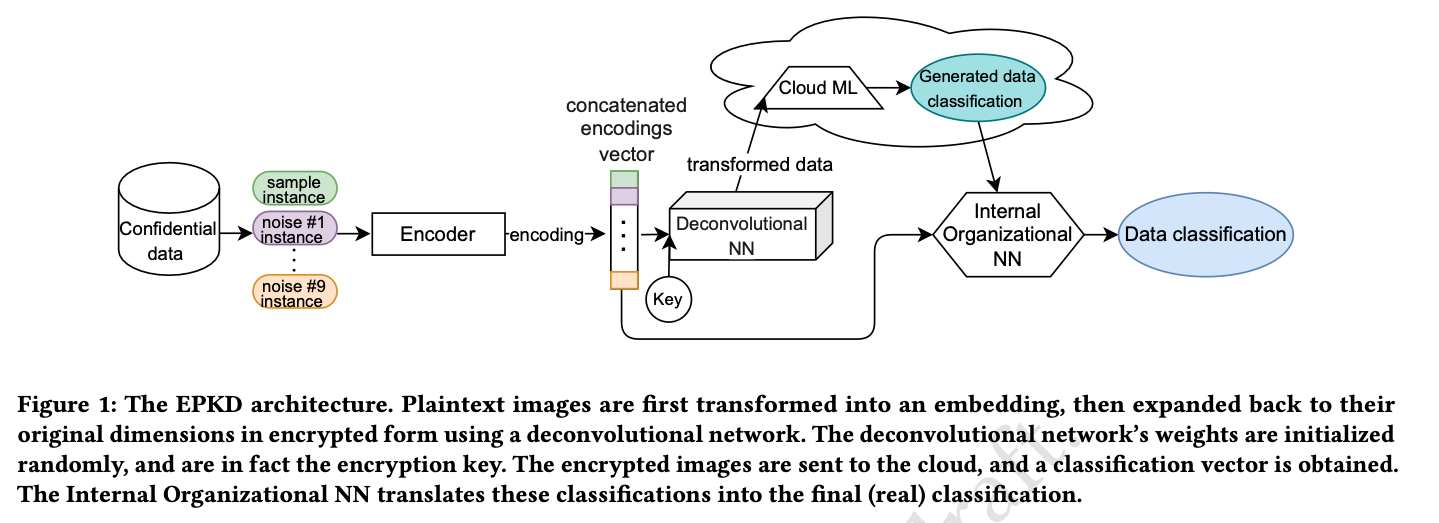 Confidential
data
sample
instance
noise #1
instance
noise #9
instance
Encoder
encoding
concatenated
encodings
vector
Key
Deconvolutional
NN
transformed data
Cloud ML
Generated data
classification
Internal
Organizational
NN
Data classification
Figure 1: The EPKD architecture. Plaintext images are first transformed into an embedding, then expanded back to their
original dimensions in encrypted form using a deconvolutional network. The deconvolutional network's weights are initialized
randomly, and are in fact the encryption key. The encrypted images are sent to the cloud, and a classification vector is obtained.
The Internal Organizational NN translates these classifications into the final (real) classification.
draft.